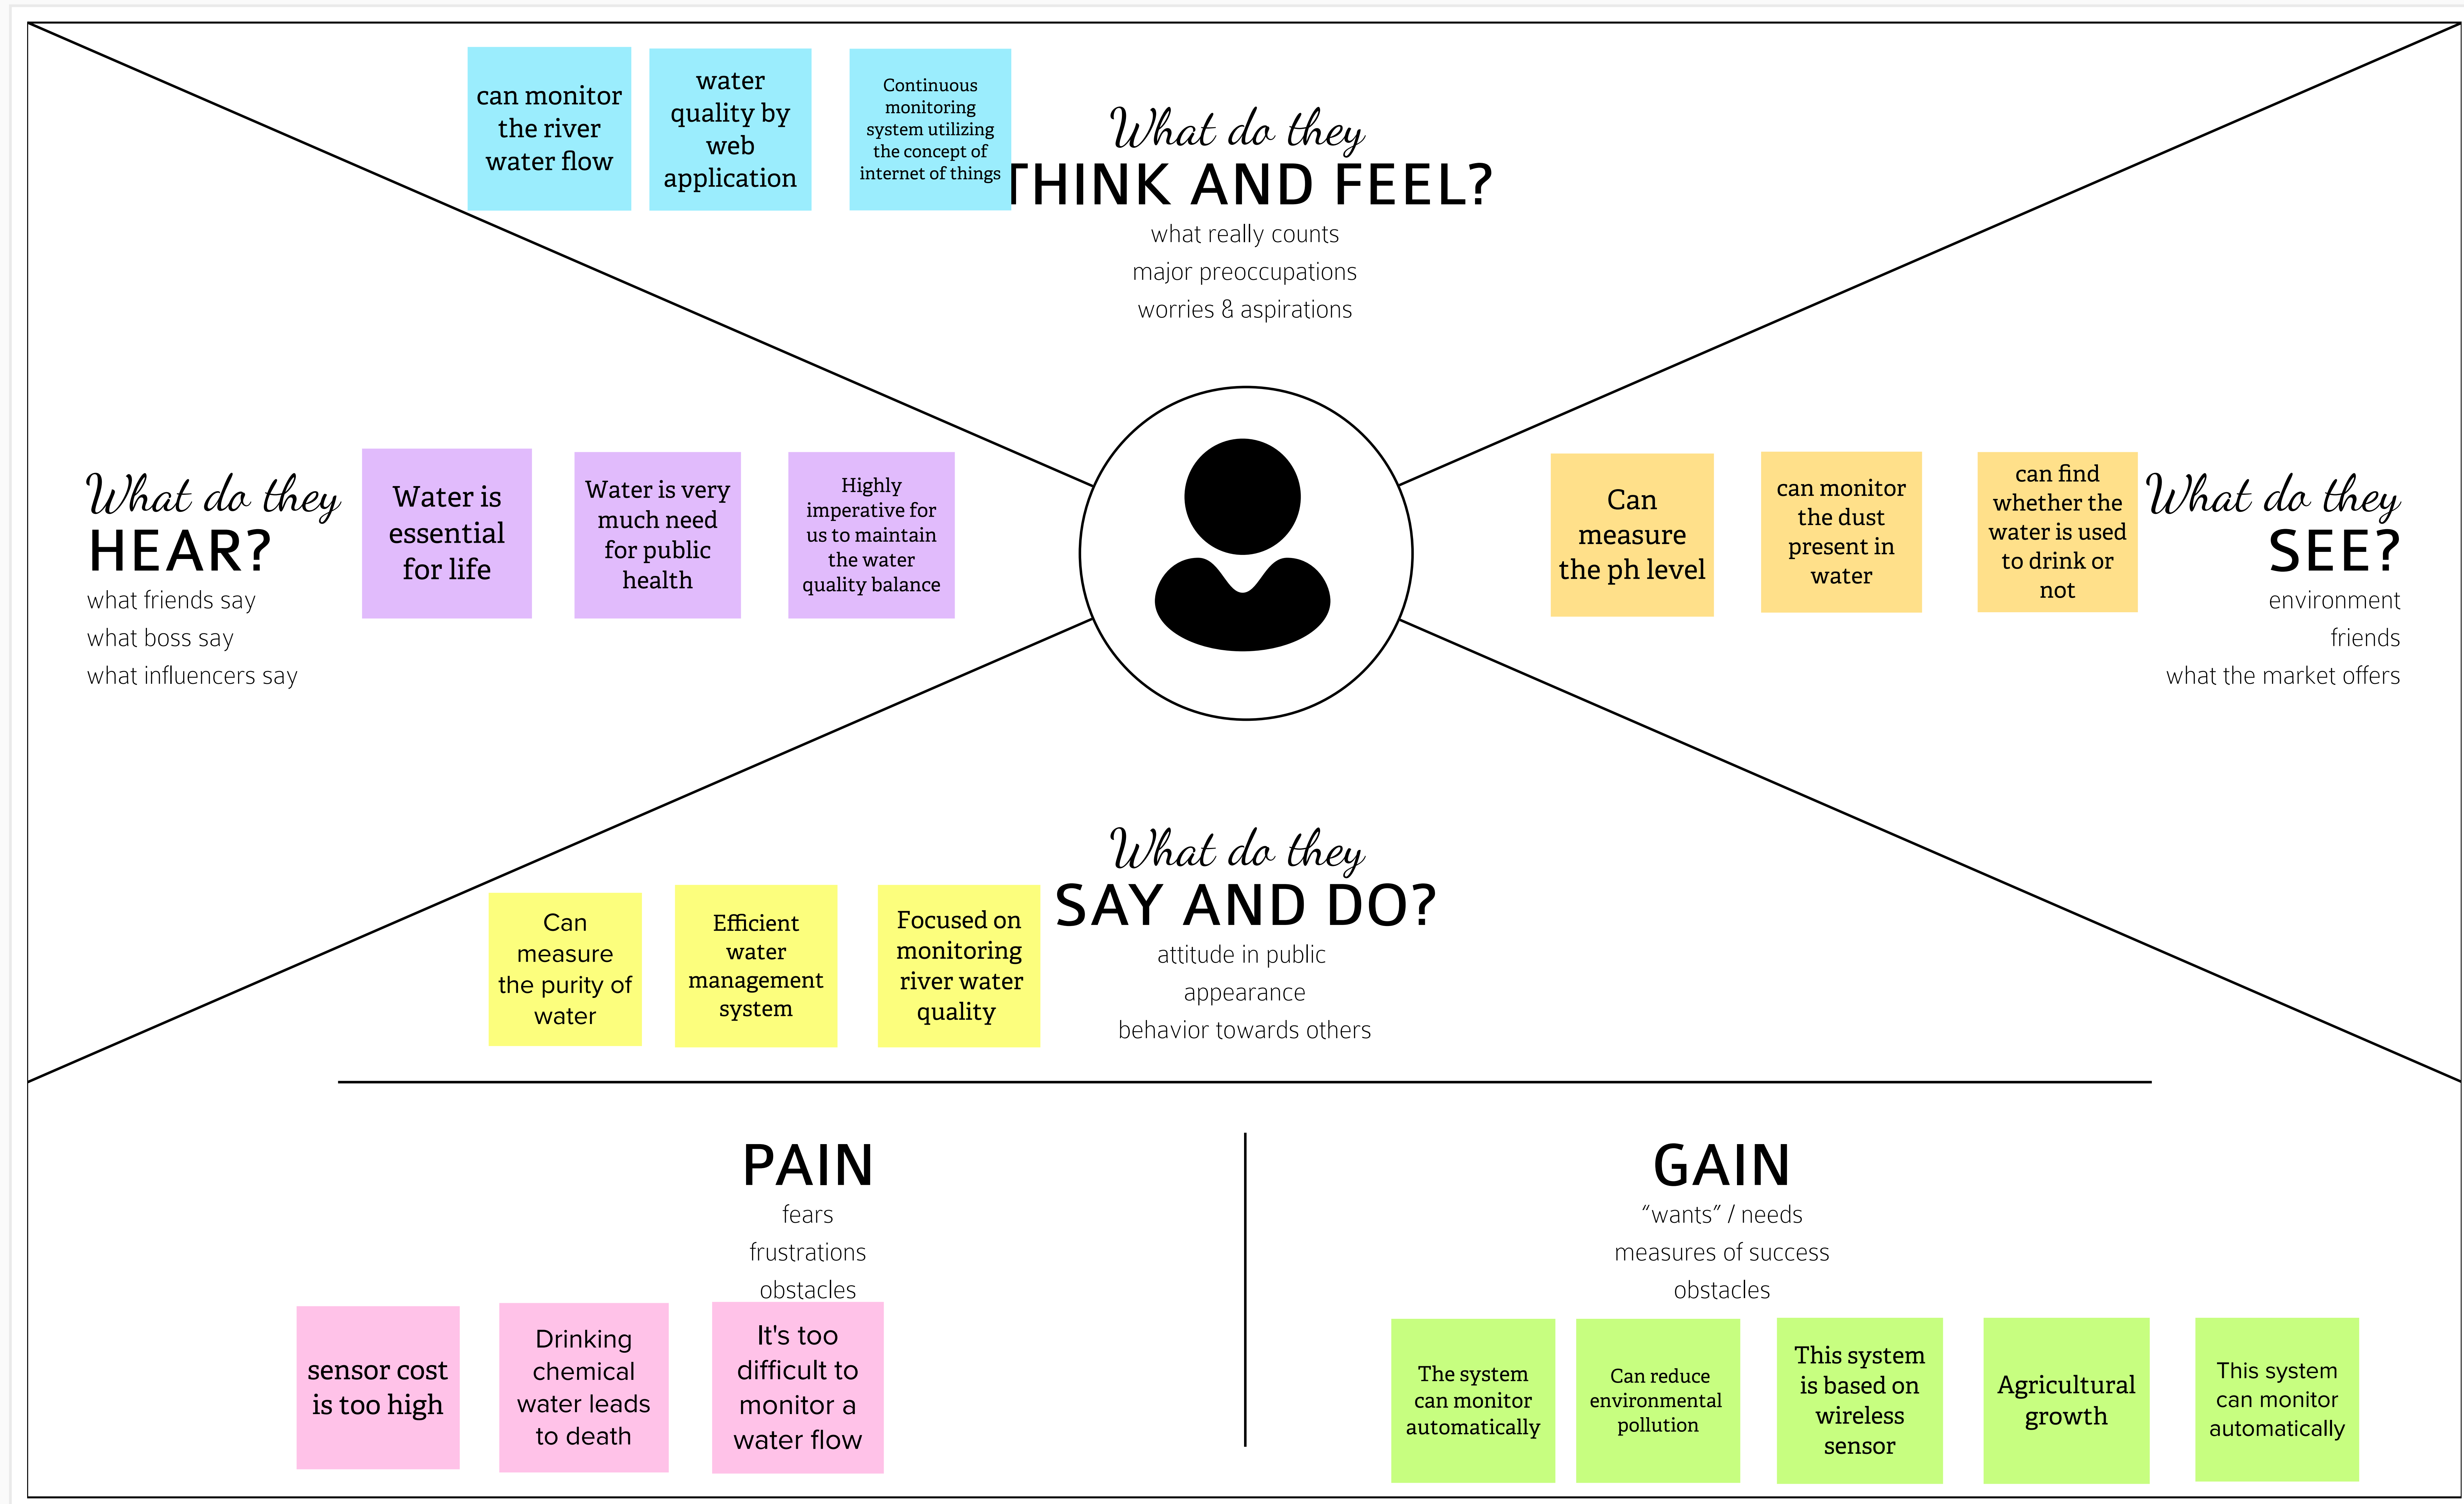 can monitor
the river
water flow
water
quality by
web
application
Continuous
monitoring
system utilizing
the concept of
internet of things
What do they
THINK AND FEEL?
what really counts
major preoccupations
worries & aspirations
What do they
HEAR?
what friends say
what boss say
what influencers say
Water is
essential
for life
Water is very
much need
for public
health
Highly
imperative for
us to maintain
the water
quality balance
Can
measure
the ph level
can monitor
the dust
present in
water
can find
whether the
water is used
to drink or
not
What do they
SEE?
environment
friends
what the market offers
What do they
SAY AND DO?
attitude in public
appearance
behavior towards others
Can
measure
the purity of
water
Efficient
water
management
system
Focused on
monitoring
river water
quality
PAIN
fears
frustrations
obstacles
sensor cost
is too high
Drinking
chemical
water leads
to death
It's too
difficult to
monitor a
water flow
GAIN
“wants” / needs
measures of success
obstacles
The system
can monitor
automatically
Can reduce
environmental
pollution
This system
is based on
wireless
sensor
Agricultural
growth
This system
can monitor
automatically